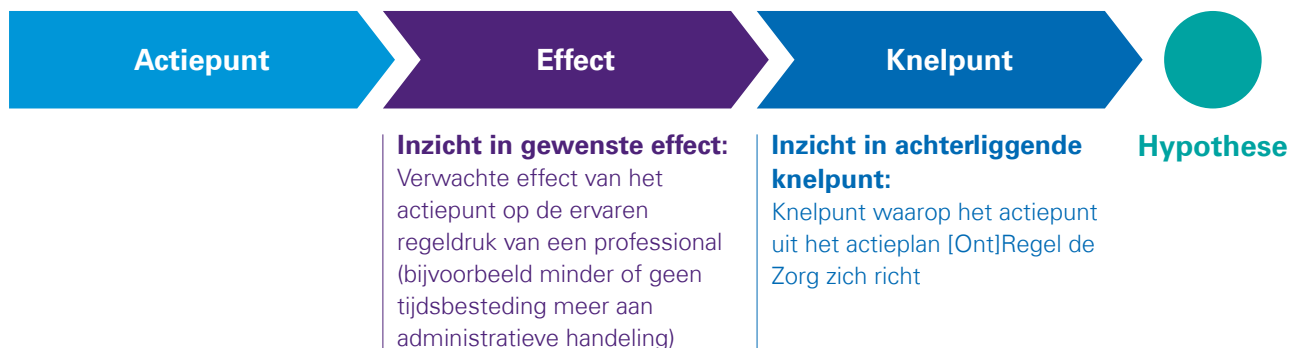 Actiepunt
Effect
Knelpunt
Inzicht in gewenste effect:
Verwachte effect van het
actiepunt op de ervaren
regeldruk van een professional
(bijvoorbeeld minder of geen
tijdsbesteding meer aan
administratieve handeling)
Inzicht in achterliggende
knelpunt:
Knelpunt waarop het actiepunt
uit het actieplan [Ont]Regel de
Zorg zich richt
Hypothese